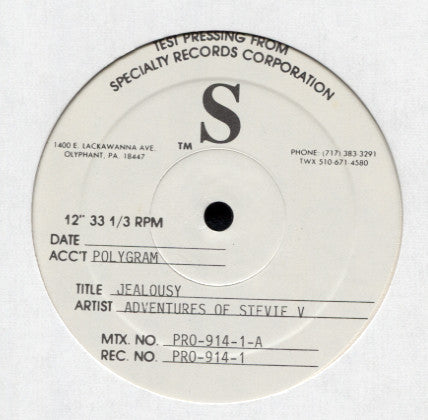 TEST PRESSING FROM
SPECIALTY RECORDS CORPORATION
S
TM
1400 E. LACKAWANNA AVE.
OLYPHANT, PA. 18447
PHONE: (717) 383-3291
TWX 510-671-4580
12" 33 1/3 RPM
DATE
ACC'T POLYGRAM
TITLE JEALOUSY
ARTIST ADVENTURES OF STEVIE V
MTX. NO. PRO-914-1-A
REC. NO. PRO-914-1